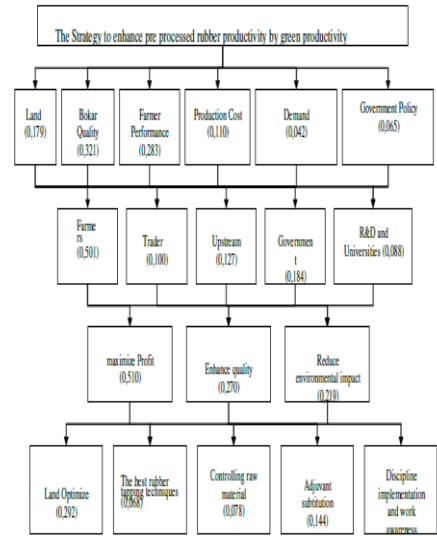 The Strategy to enhance pre processed rubber productivity by green productivity
Land
(0,179)
Bokar
Quality
(0,321)
Farmer
Performance
(0,283)
Production Cost
(0,110)
Demand
(0,042)
Government Policy
(0,065)
Farme
rs
(0,501)
Trader
(0,100)
Upstream
(0,127)
Governmen
t
(0,184)
R&D and
Universities (0,088)
maximize Profit
(0,510)
Enhance quality
(0,270)
Reduce
environmental impact
(0,219)
Land Optimize
(0,292)
The best rubber
tapping techniques
(0,068)
Controlling raw
material
(0,078)
Adjuvant
substitution
(0,144)
Discipline
implementation
and work
awareness